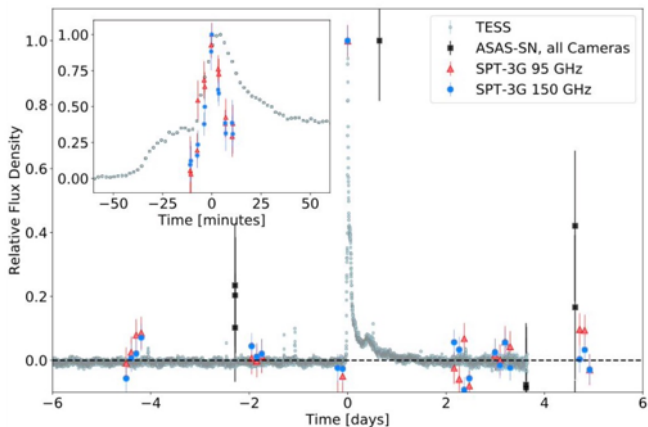 TESS
ASAS-SN, all Cameras
SPT-3G 95 GHz
SPT-3G 150 GHz
1.0
0.8
0.6
0.4
0.2
0.0
Relative Flux Density
1.00
0.75
0.50
0.25
0.00
−50 −25 0 25 50
Time [minutes]
−6 −4 −2 0 2 4 6
Time [days]